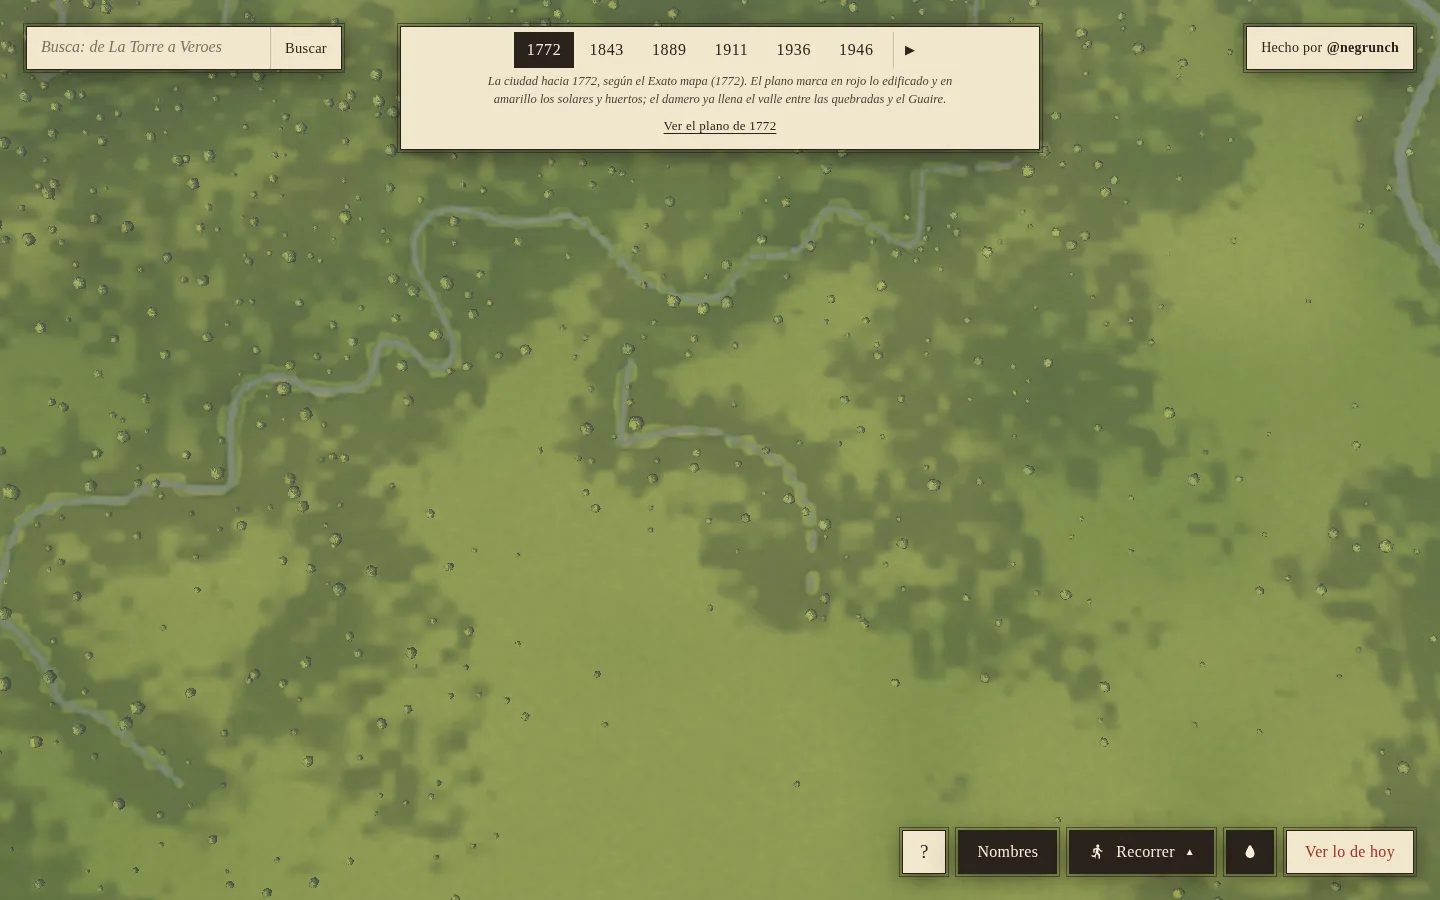 Busca: de La Torre a Veroes
Buscar
1772 1843 1889 1911 1936 1946
La ciudad hacia 1772, según el Exato mapa (1772). El plano marca en rojo lo edificado y en
amarillo los solares y huertos; el damero ya llena el valle entre las quebradas y el Guaire.
Ver el plano de 1772
Hecho por @negrunch
?
Nombres
Recorrer
Ver lo de hoy